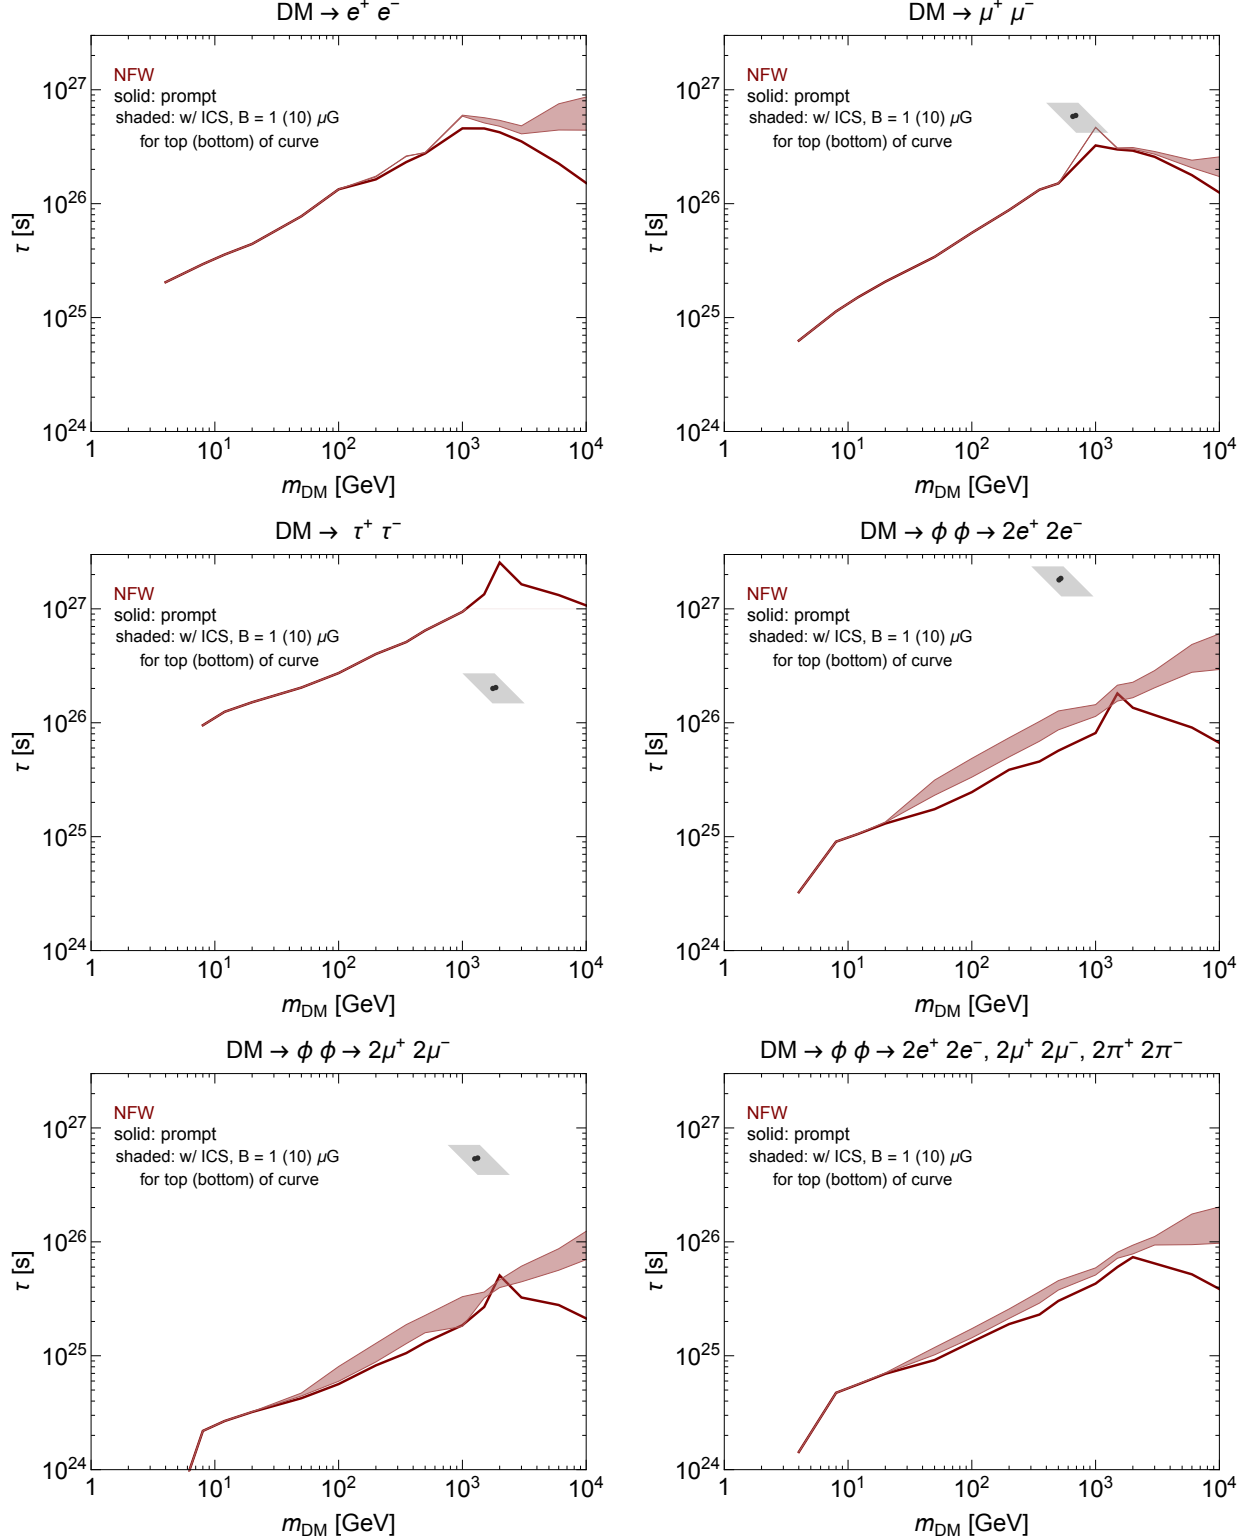 DM → e⁺ e⁻
NFW
solid: prompt
shaded: w/ ICS, B = 1 (10) μG
for top (bottom) of curve
10²⁷
10²⁶
10²⁵
10²⁴
τ [s]
1 10¹ 10² 10³ 10⁴
m_DM [GeV]
DM → μ⁺ μ⁻
NFW
solid: prompt
shaded: w/ ICS, B = 1 (10) μG
for top (bottom) of curve
10²⁷
10²⁶
10²⁵
10²⁴
τ [s]
1 10¹ 10² 10³ 10⁴
m_DM [GeV]
DM → τ⁺ τ⁻
NFW
solid: prompt
shaded: w/ ICS, B = 1 (10) μG
for top (bottom) of curve
10²⁷
10²⁶
10²⁵
10²⁴
τ [s]
1 10¹ 10² 10³ 10⁴
m_DM [GeV]
DM → ϕ ϕ → 2e⁺ 2e⁻
NFW
solid: prompt
shaded: w/ ICS, B = 1 (10) μG
for top (bottom) of curve
10²⁷
10²⁶
10²⁵
10²⁴
τ [s]
1 10¹ 10² 10³ 10⁴
m_DM [GeV]
DM → ϕ ϕ → 2μ⁺ 2μ⁻
NFW
solid: prompt
shaded: w/ ICS, B = 1 (10) μG
for top (bottom) of curve
10²⁷
10²⁶
10²⁵
10²⁴
τ [s]
1 10¹ 10² 10³ 10⁴
m_DM [GeV]
DM → ϕ ϕ → 2e⁺ 2e⁻, 2μ⁺ 2μ⁻, 2π⁺ 2π⁻
NFW
solid: prompt
shaded: w/ ICS, B = 1 (10) μG
for top (bottom) of curve
10²⁷
10²⁶
10²⁵
10²⁴
τ [s]
1 10¹ 10² 10³ 10⁴
m_DM [GeV]